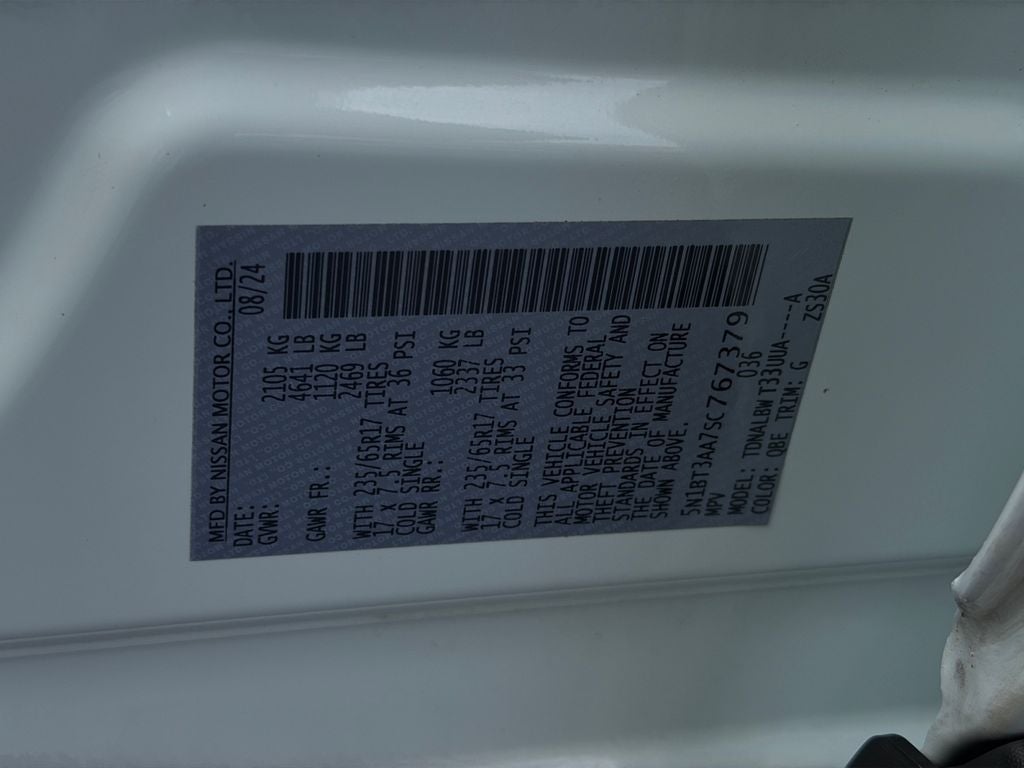 MFD BY NISSAN MOTOR CO., LTD.
DATE: 08/24
GVWR: 2105 KG
4641 LB
GAWR FR.: 1120 KG
2469 LB
WITH 235/65R17 TIRES
17 X 7.5 RIMS AT 36 PSI
COLD SINGLE
GAWR RR.: 1060 KG
2337 LB
WITH 235/65R17 TIRES
17 X 7.5 RIMS AT 33 PSI
COLD SINGLE
THIS VEHICLE CONFORMS TO
ALL APPLICABLE FEDERAL
MOTOR VEHICLE SAFETY AND
THEFT PREVENTION
STANDARDS IN EFFECT ON
THE DATE OF MANUFACTURE
SHOWN ABOVE.
5N1BT3AA7SC767379
MPV 036
MODEL: TDNALBW T33UUA-----A
COLOR: QBE TRIM: G ZS30A